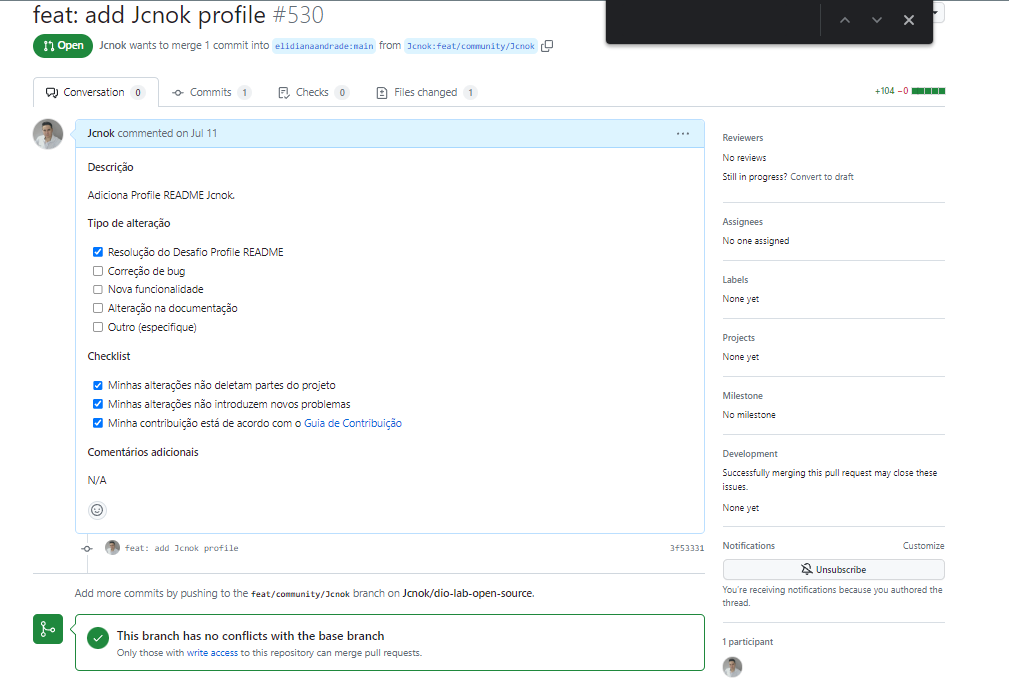 feat: add Jcnok profile #530
Open Jcnok wants to merge 1 commit into elidianaandrade:main from Jcnok:feat/community/Jcnok
Conversation 0 Commits 1 Checks 0 Files changed 1 +104 −0
Jcnok commented on Jul 11
Descrição
Adiciona Profile README Jcnok.
Tipo de alteração
Resolução do Desafio Profile README
Correção de bug
Nova funcionalidade
Alteração na documentação
Outro (especifique)
Checklist
Minhas alterações não deletam partes do projeto
Minhas alterações não introduzem novos problemas
Minha contribuição está de acordo com o Guia de Contribuição
Comentários adicionais
N/A
feat: add Jcnok profile 3f53331
Add more commits by pushing to the feat/community/Jcnok branch on Jcnok/dio-lab-open-source.
This branch has no conflicts with the base branch
Only those with write access to this repository can merge pull requests.
Reviewers
No reviews
Still in progress? Convert to draft
Assignees
No one assigned
Labels
None yet
Projects
None yet
Milestone
No milestone
Development
Successfully merging this pull request may close these
issues.
None yet
Notifications Customize
Unsubscribe
You're receiving notifications because you authored the
thread.
1 participant